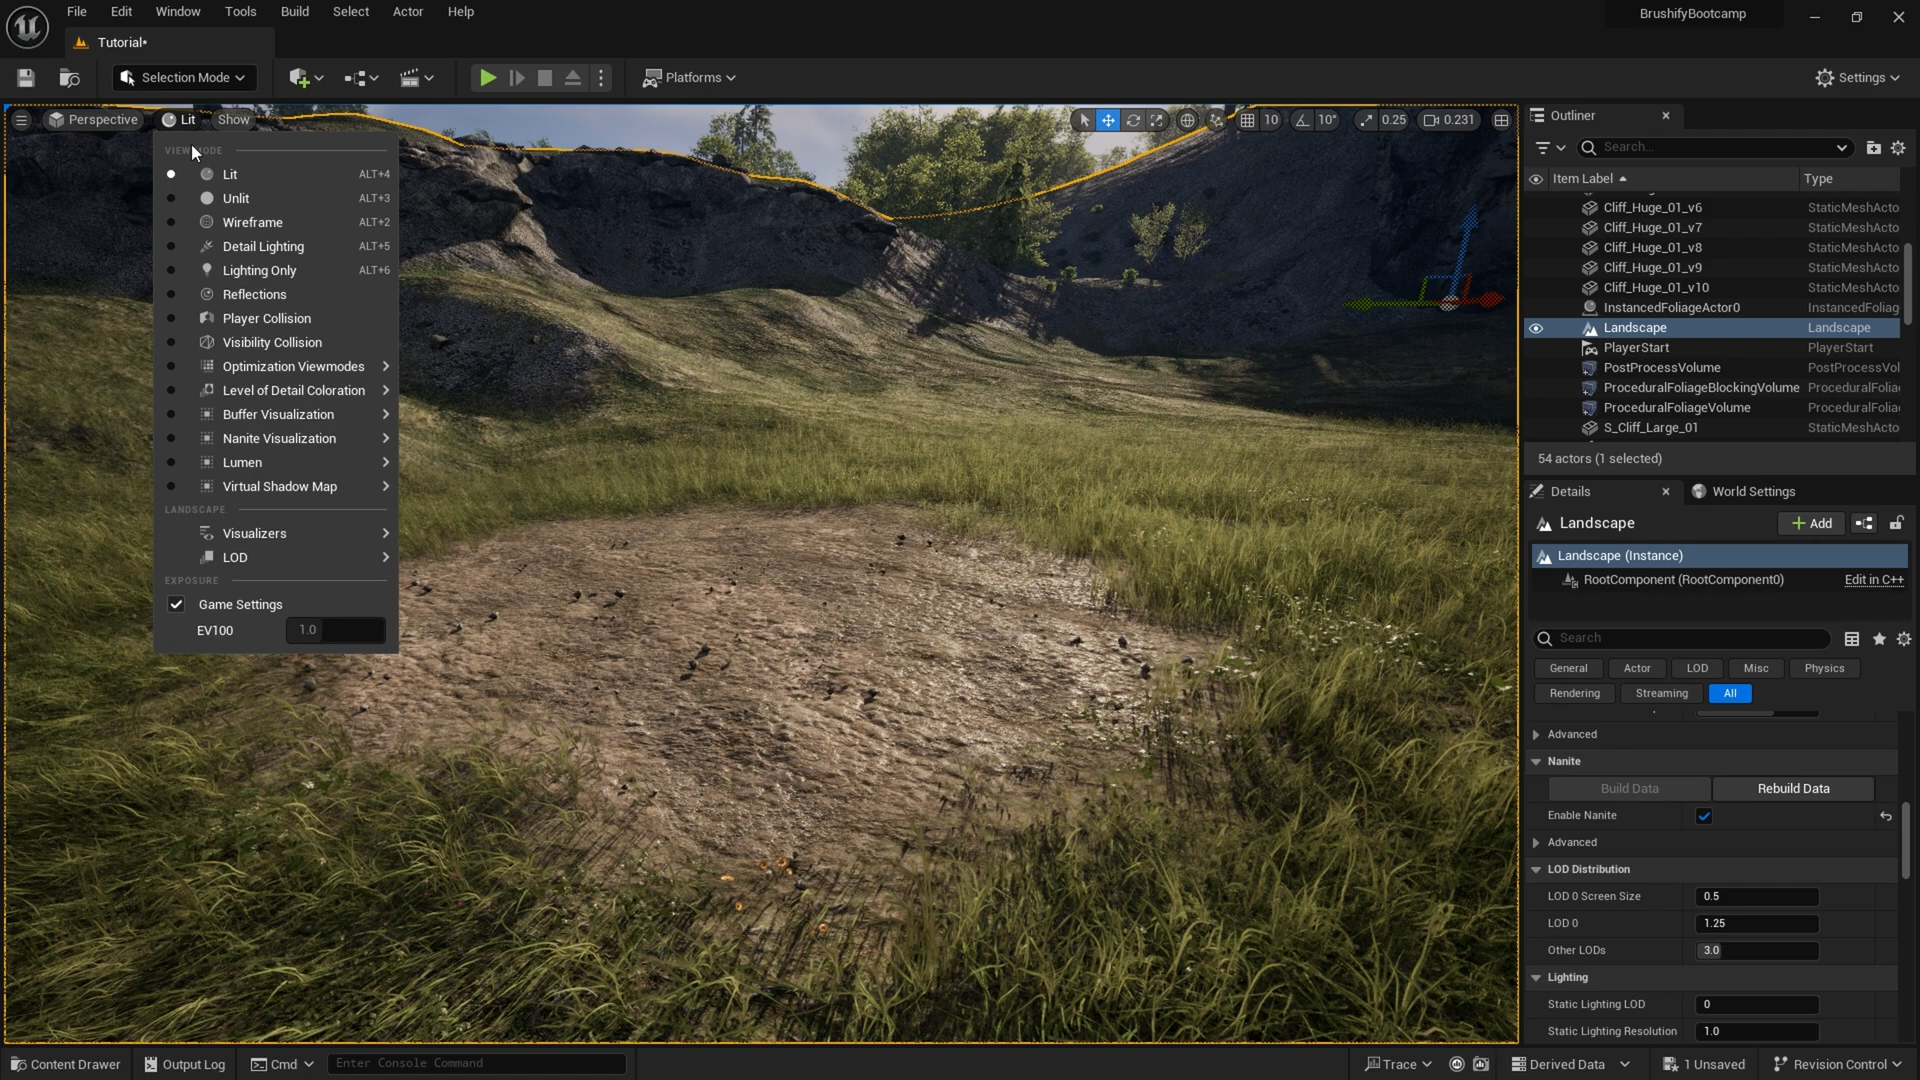 File Edit Window Tools Build Select Actor Help
BrushifyBootcamp
Tutorial*
Selection Mode
Platforms
Settings
Perspective Lit Show
10 10° 0.25 0.231
Lit ALT+4
Unlit ALT+3
Wireframe ALT+2
Detail Lighting ALT+5
Lighting Only ALT+6
Reflections
Player Collision
Visibility Collision
Optimization Viewmodes
Level of Detail Coloration
Buffer Visualization
Nanite Visualization
Lumen
Virtual Shadow Map
LANDSCAPE
Visualizers
LOD
EXPOSURE
Game Settings
EV100 1.0
Outliner
Search...
Item Label Type
Cliff_Huge_01_v6 StaticMeshActo
Cliff_Huge_01_v7 StaticMeshActo
Cliff_Huge_01_v8 StaticMeshActo
Cliff_Huge_01_v9 StaticMeshActo
Cliff_Huge_01_v10 StaticMeshActo
InstancedFoliageActor0 InstancedFoliag
Landscape Landscape
PlayerStart PlayerStart
PostProcessVolume PostProcessVol
ProceduralFoliageBlockingVolume ProceduralFolia
ProceduralFoliageVolume ProceduralFolia
S_Cliff_Large_01 StaticMeshActo
54 actors (1 selected)
Details World Settings
Landscape Add
Landscape (Instance)
RootComponent (RootComponent0) Edit in C++
Search
General Actor LOD Misc Physics
Rendering Streaming All
Advanced
Nanite
Build Data Rebuild Data
Enable Nanite
Advanced
LOD Distribution
LOD 0 Screen Size 0.5
LOD 0 1.25
Other LODs 3.0
Lighting
Static Lighting LOD 0
Static Lighting Resolution 1.0
Content Drawer Output Log Cmd Enter Console Command Trace Derived Data 1 Unsaved Revision Control